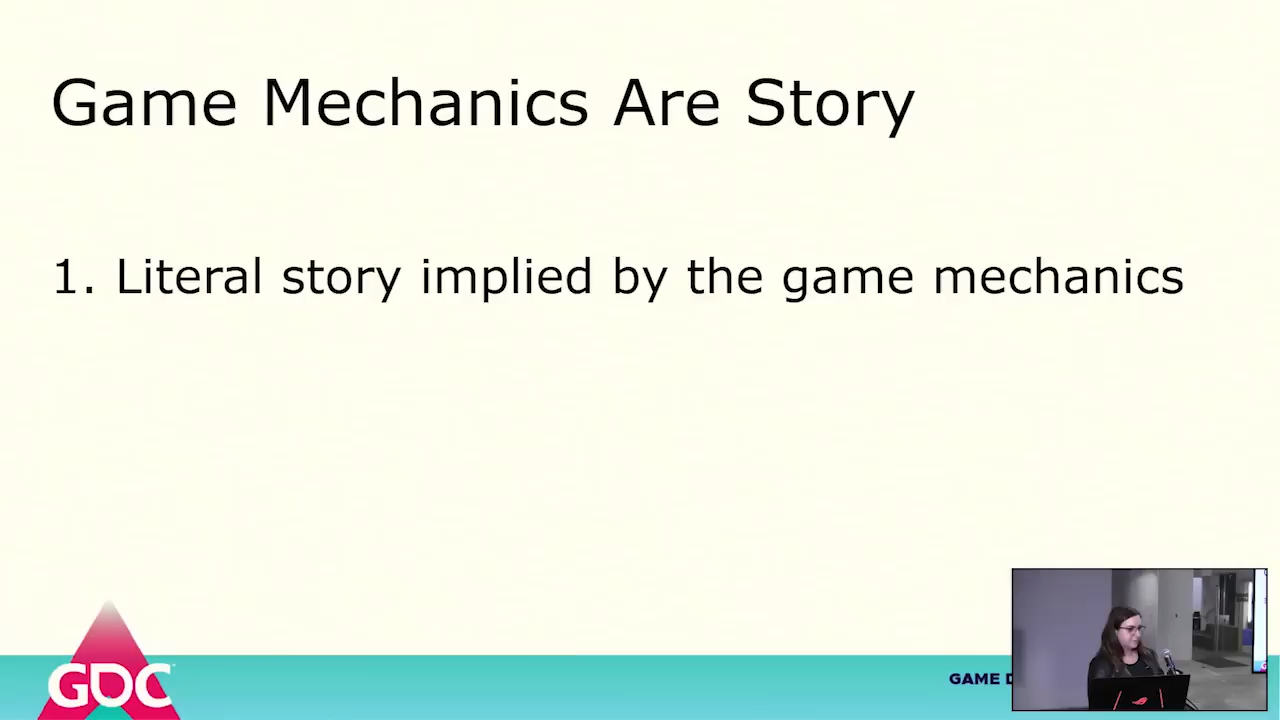 Game Mechanics Are Story
1. Literal story implied by the game mechanics
GDC
GAME D